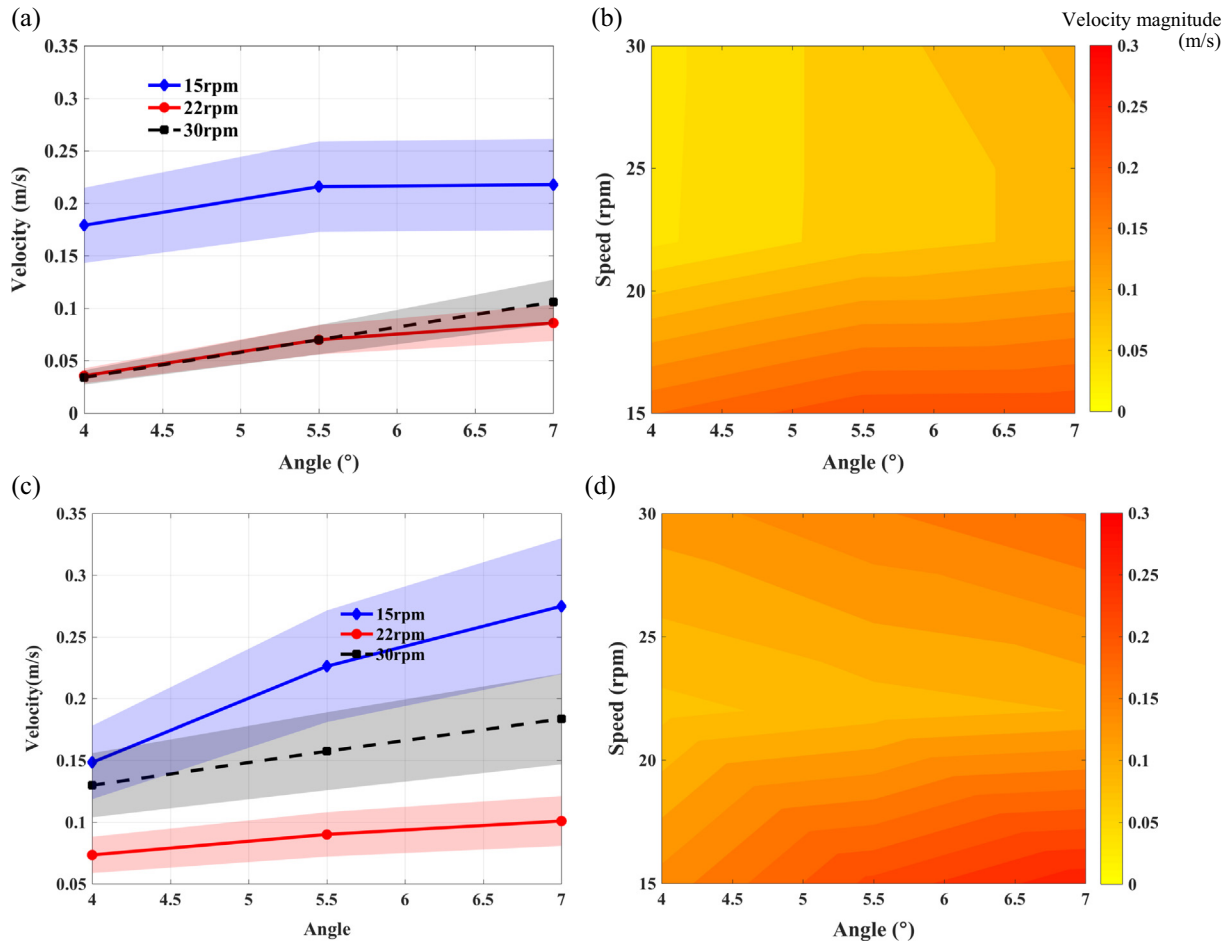 (a)
0.35
0.3
0.25
0.2
0.15
0.1
0.05
0
Velocity (m/s)
15rpm
22rpm
30rpm
4 4.5 5 5.5 6 6.5 7
Angle (°)
(b)
30
25
20
15
Speed (rpm)
4 4.5 5 5.5 6 6.5 7
Angle (°)
Velocity magnitude
(m/s)
0.3
0.25
0.2
0.15
0.1
0.05
0
(c)
0.35
0.3
0.25
0.2
0.15
0.1
0.05
Velocity(m/s)
15rpm
22rpm
30rpm
4 4.5 5 5.5 6 6.5 7
Angle
(d)
30
25
20
15
Speed (rpm)
4 4.5 5 5.5 6 6.5 7
Angle (°)
0.3
0.25
0.2
0.15
0.1
0.05
0